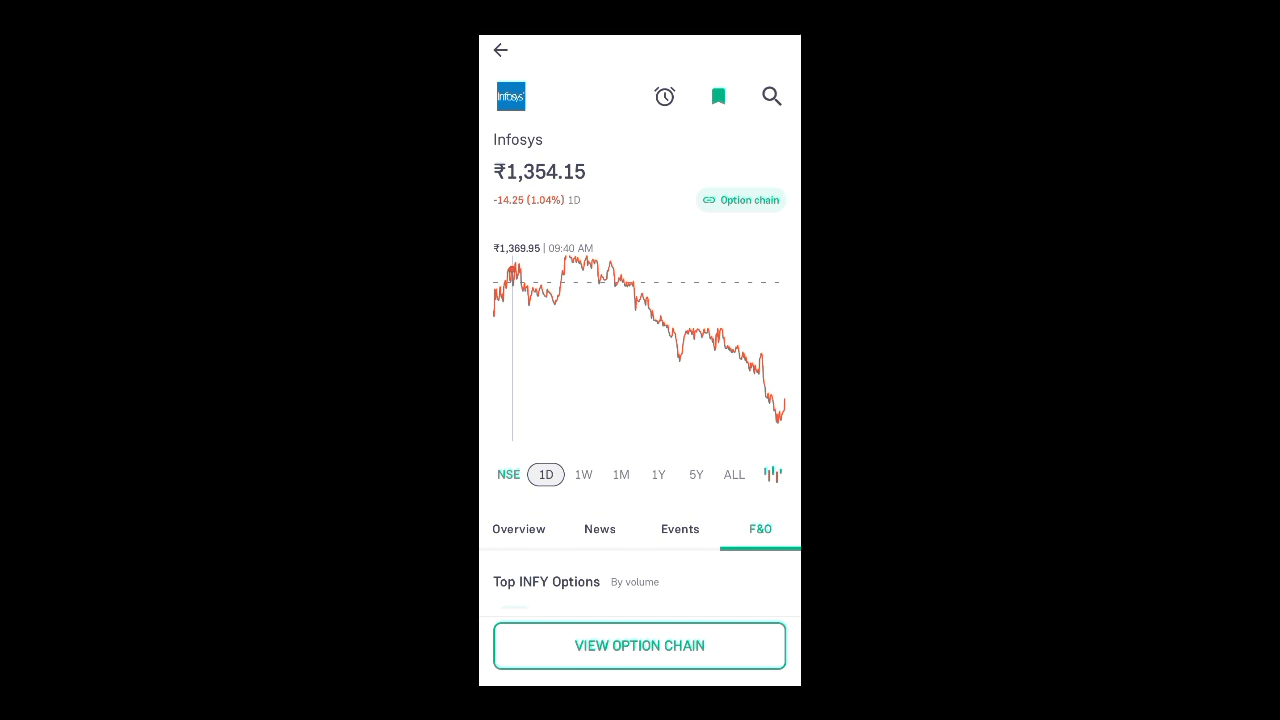 Infosys
Infosys
₹1,354.15
-14.25 (1.04%) 1D
Option chain
₹1,369.95 | 09:40 AM
NSE 1D 1W 1M 1Y 5Y ALL
Overview News Events F&O
Top INFY Options By volume
VIEW OPTION CHAIN